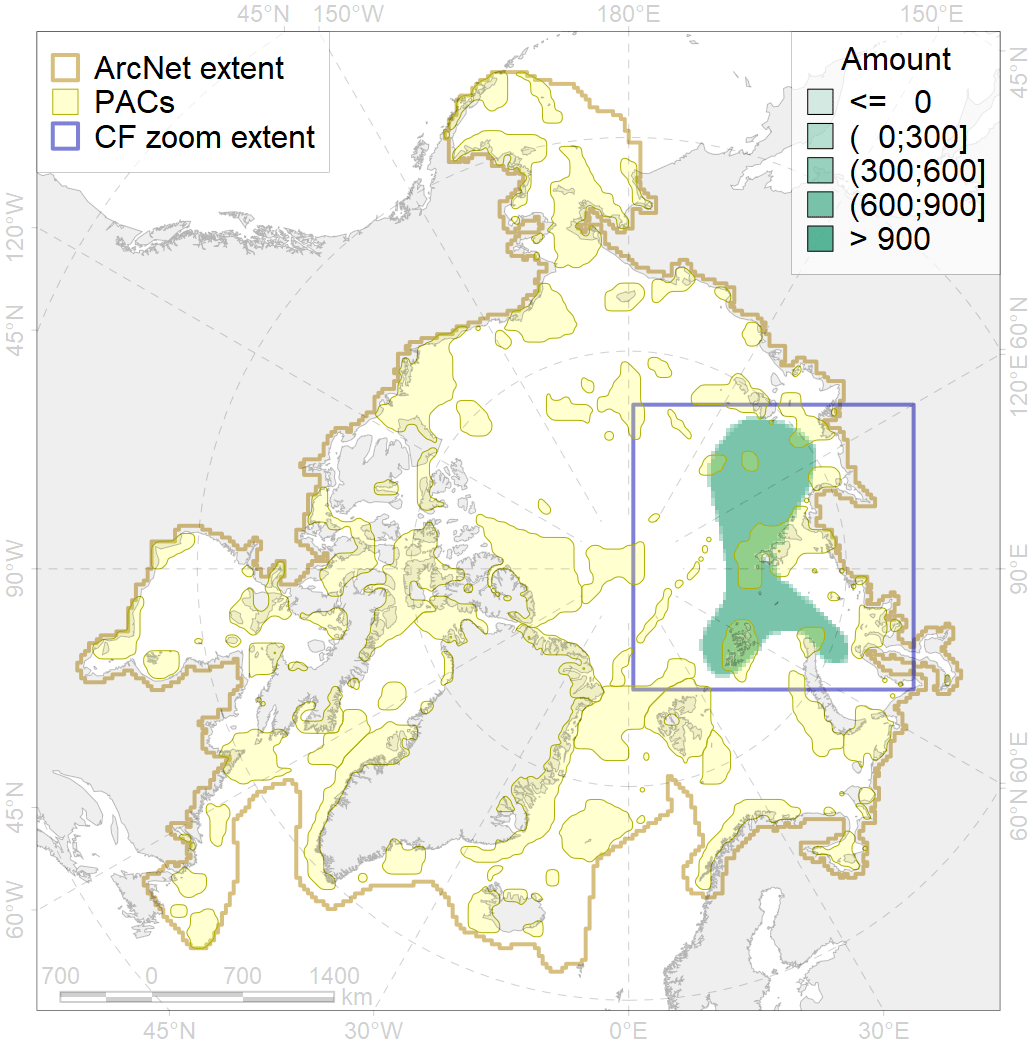 45°N 150°W 180°E 150°E
ArcNet extent
PACs
CF zoom extent
Amount
<= 0
( 0;300]
(300;600]
(600;900]
> 900
45°N
120°W
60°N
45°N
120°E
90°W
90°E
45°N
60°E
60°N
60°W
700 0 700 1400
km
45°N 30°W 0°E 30°E